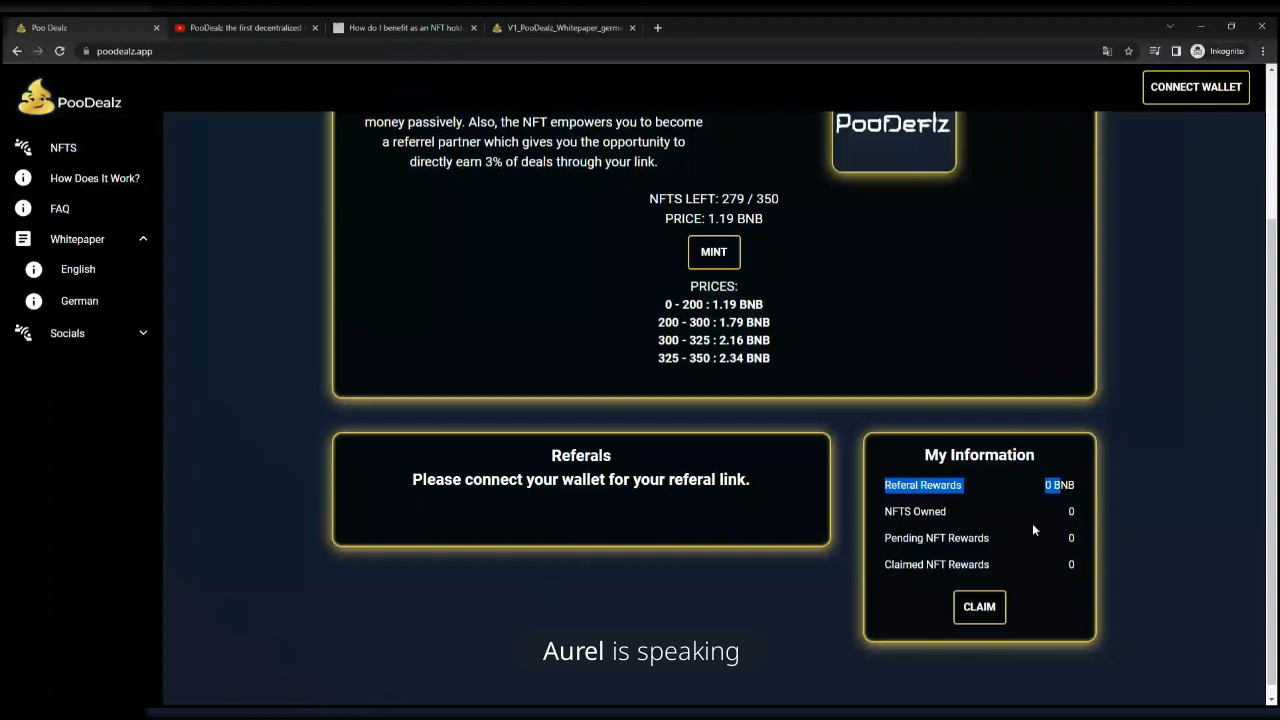 Poo Dealz
PooDealz the first decentralized
How do I benefit as an NFT hold
V1_PooDealz_Whitepaper_germ
poodealz.app
Inkognito
PooDealz
CONNECT WALLET
NFTS
How Does It Work?
FAQ
Whitepaper
English
German
Socials
money passively. Also, the NFT empowers you to become
a referrel partner which gives you the opportunity to
directly earn 3% of deals through your link.
PooDealz
NFTS LEFT: 279 / 350
PRICE: 1.19 BNB
MINT
PRICES:
0 - 200 : 1.19 BNB
200 - 300 : 1.79 BNB
300 - 325 : 2.16 BNB
325 - 350 : 2.34 BNB
Referals
Please connect your wallet for your referal link.
My Information
Referal Rewards 0 BNB
NFTS Owned 0
Pending NFT Rewards 0
Claimed NFT Rewards 0
CLAIM
Aurel is speaking